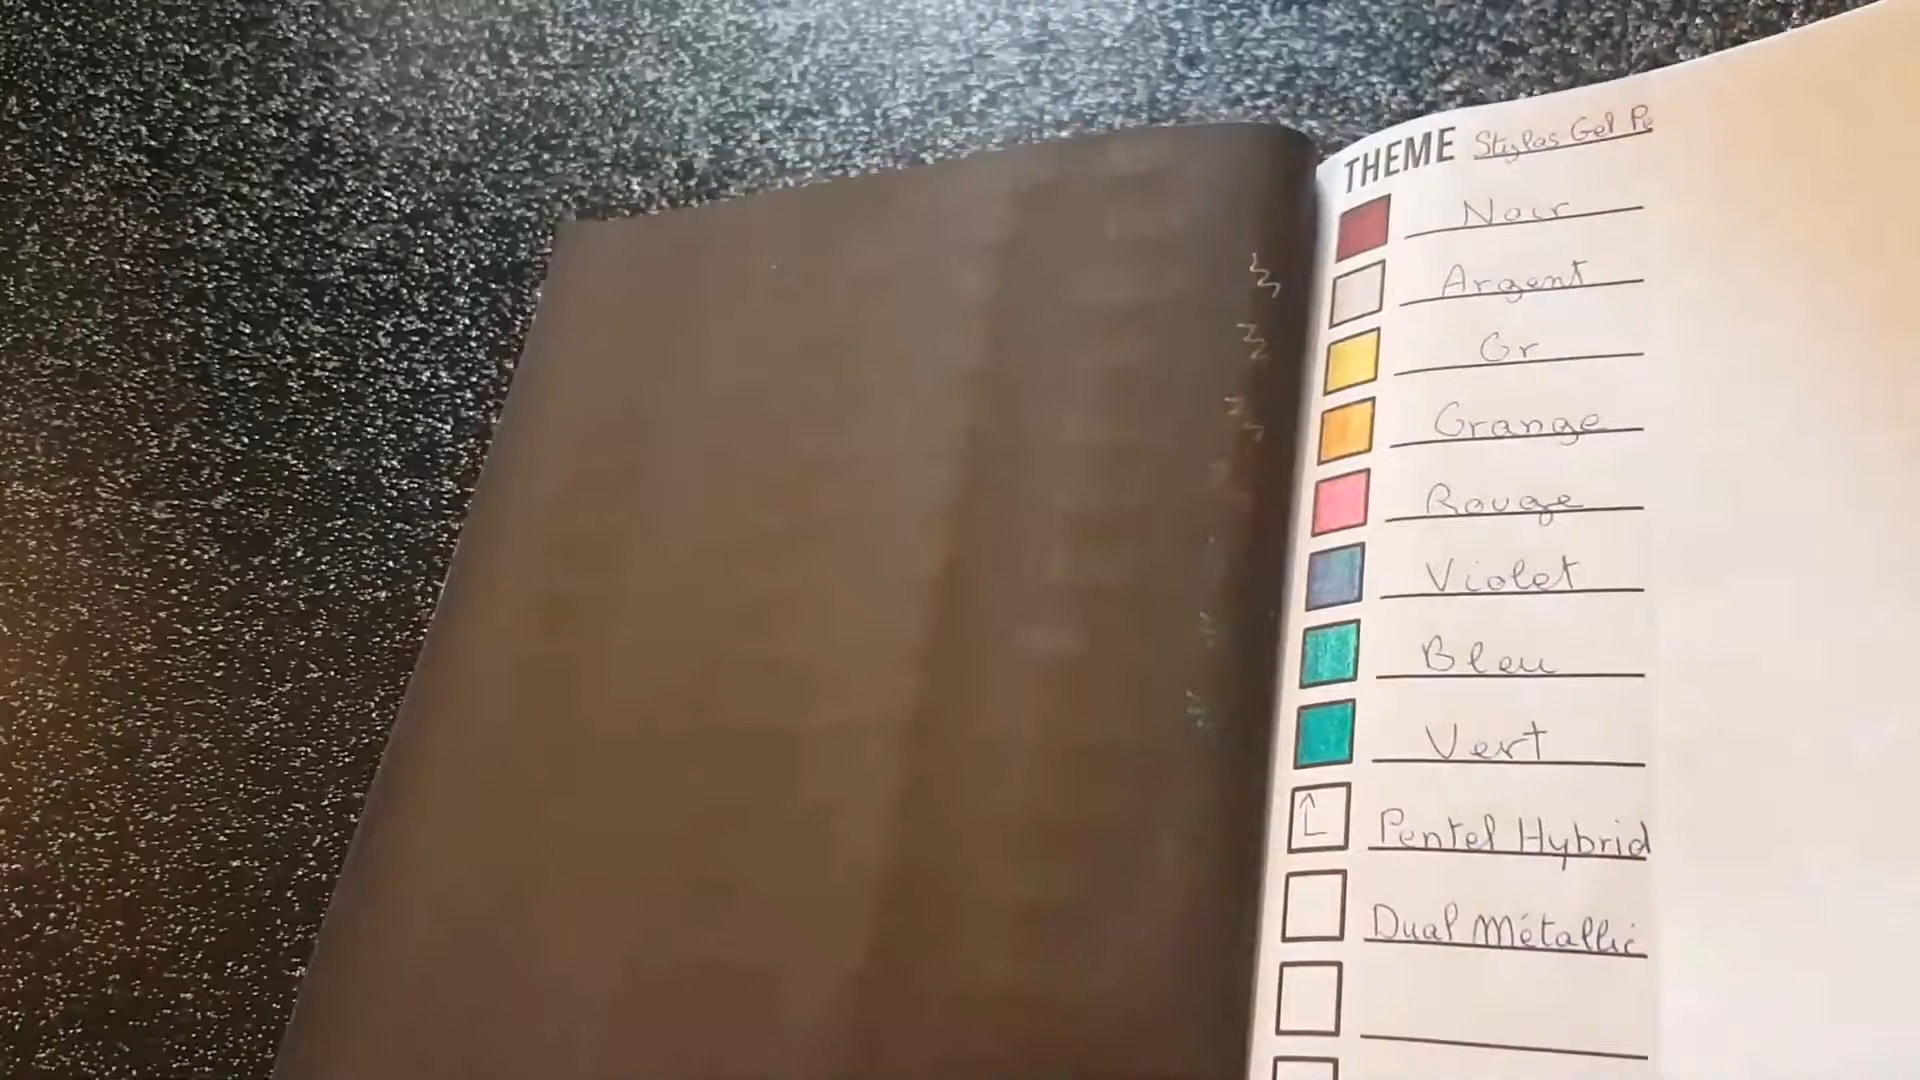 THEME Stylos Gel Pe
Noir
Argent
Or
Orange
Rouge
Violet
Bleu
Vert
Pentel Hybrid
Dual Métallic